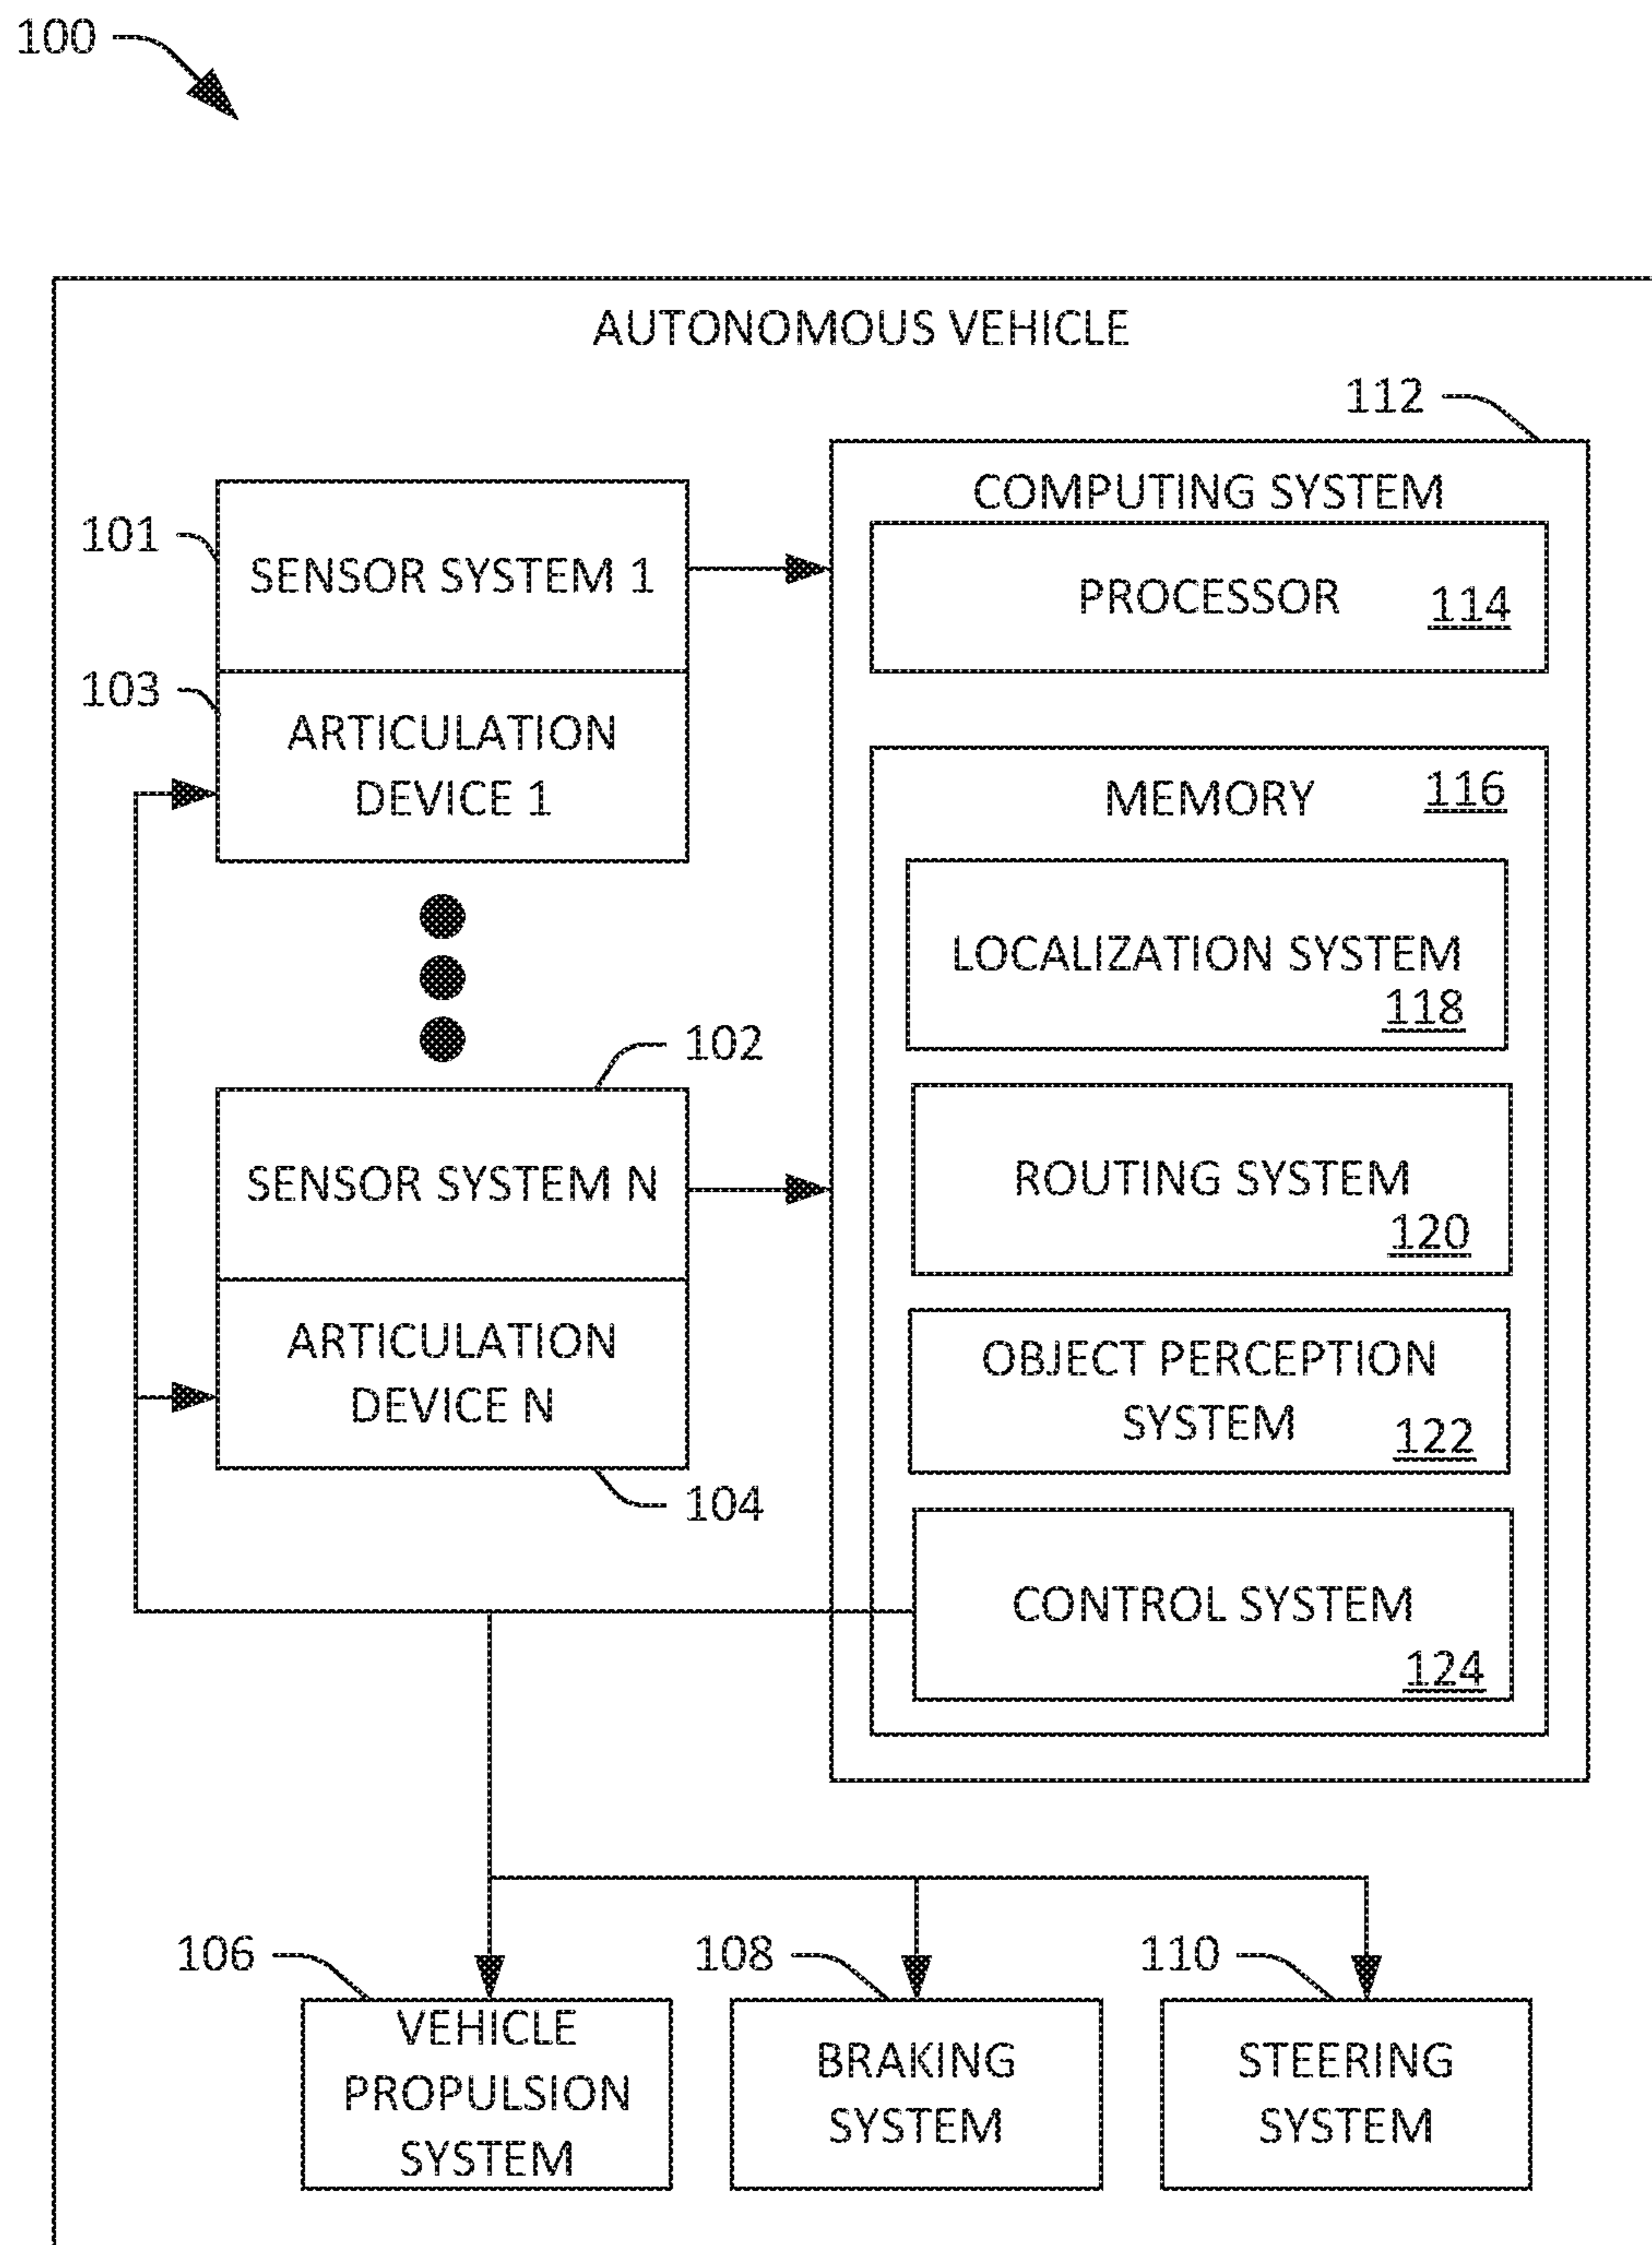 100
AUTONOMOUS VEHICLE
112
COMPUTING SYSTEM
101
SENSOR SYSTEM 1
PROCESSOR
114
103
ARTICULATION
DEVICE 1
MEMORY
116
LOCALIZATION SYSTEM
118
102
SENSOR SYSTEM N
ROUTING SYSTEM
120
ARTICULATION
DEVICE N
OBJECT PERCEPTION
SYSTEM
122
104
CONTROL SYSTEM
124
106
VEHICLE
PROPULSION
SYSTEM
108
BRAKING
SYSTEM
110
STEERING
SYSTEM